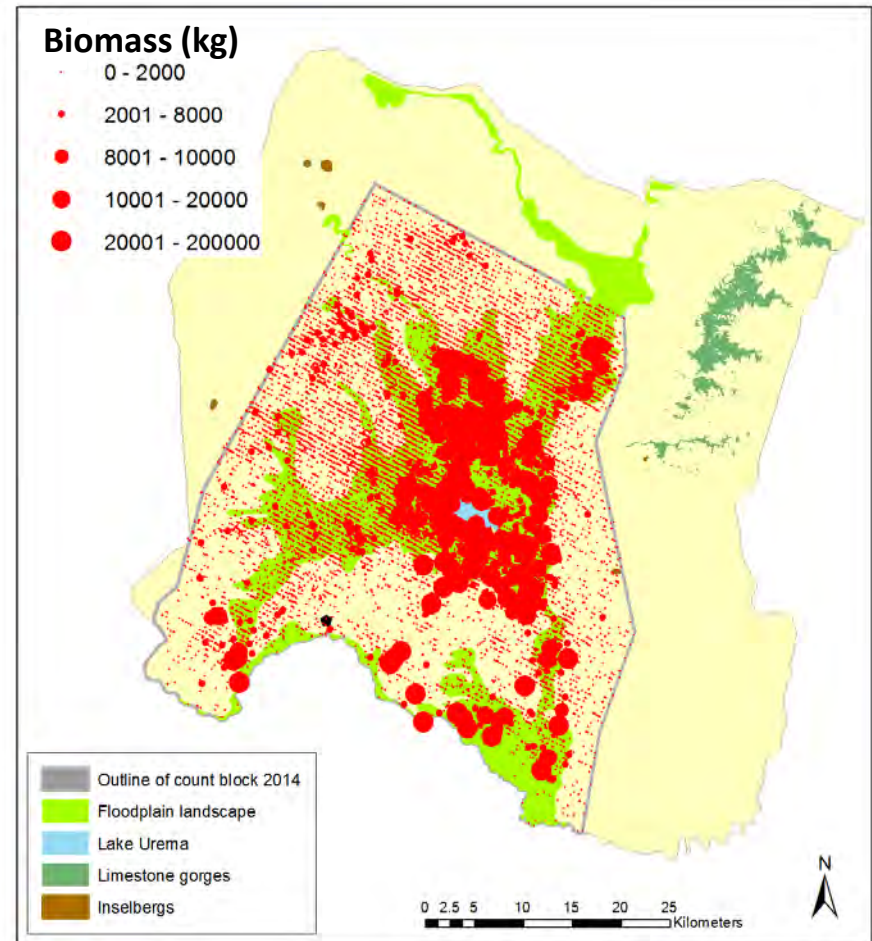 Biomass (kg)
0 - 2000
2001 - 8000
8001 - 10000
10001 - 20000
20001 - 200000
Outline of count block 2014
Floodplain landscape
Lake Urema
Limestone gorges
Inselbergs
N
0 2.5 5 10 15 20 25
Kilometers